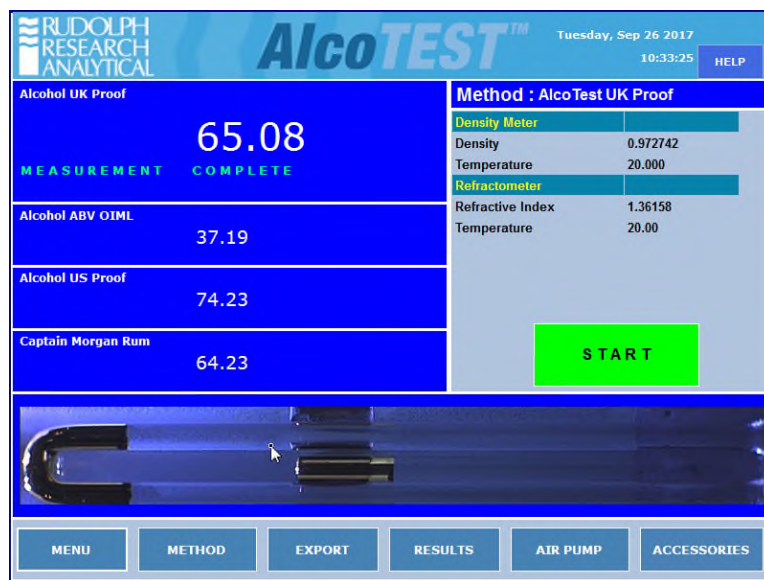 RUDOLPH
RESEARCH
ANALYTICAL
AlcoTEST™
Tuesday, Sep 26 2017
10:33:25
HELP
Alcohol UK Proof
65.08
MEASUREMENT COMPLETE
Alcohol ABV OIML
37.19
Alcohol US Proof
74.23
Captain Morgan Rum
64.23
Method : AlcoTest UK Proof
Density Meter
Density 0.972742
Temperature 20.000
Refractometer
Refractive Index 1.36158
Temperature 20.00
START
MENU METHOD EXPORT RESULTS AIR PUMP ACCESSORIES